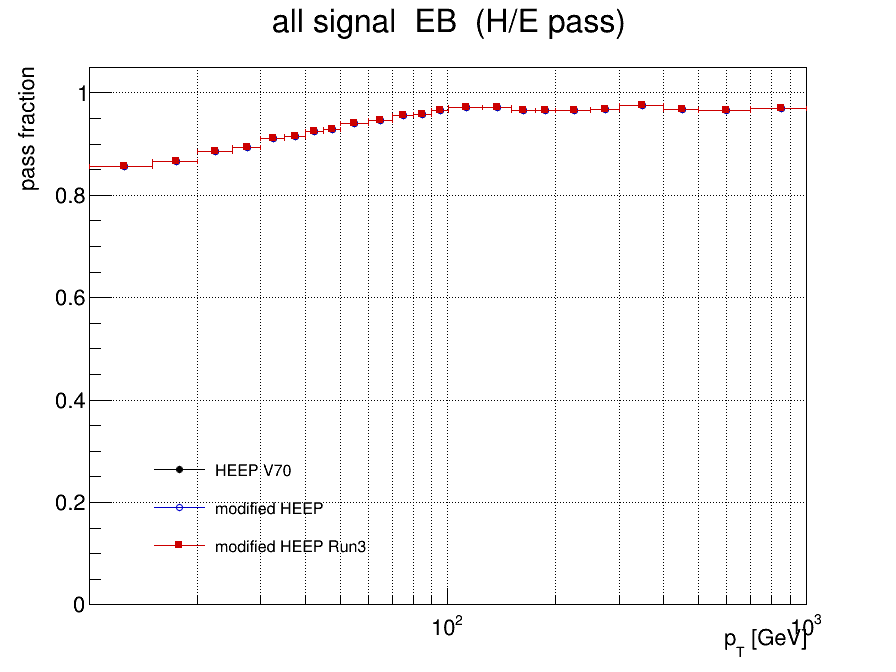 all signal  EB  (H/E pass)
pass fraction
1
0.8
0.6
0.4
0.2
0
HEEP V70
modified HEEP
modified HEEP Run3
10²
10³
p_T [GeV]